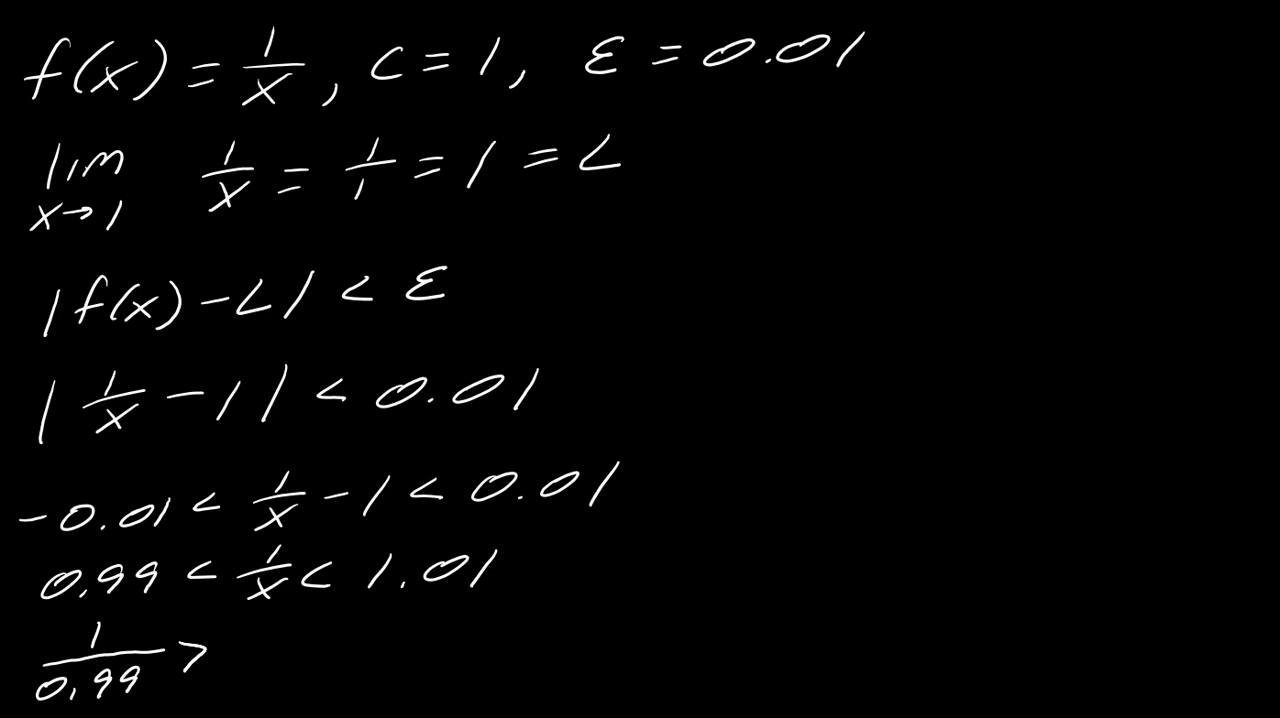 f(x) = 1/x, c = 1, ε = 0.01
lim x→1 1/x = 1/1 = 1 = L
|f(x) - L| < ε
|1/x - 1| < 0.01
-0.01 < 1/x - 1 < 0.01
0.99 < 1/x < 1.01
1/0.99 >